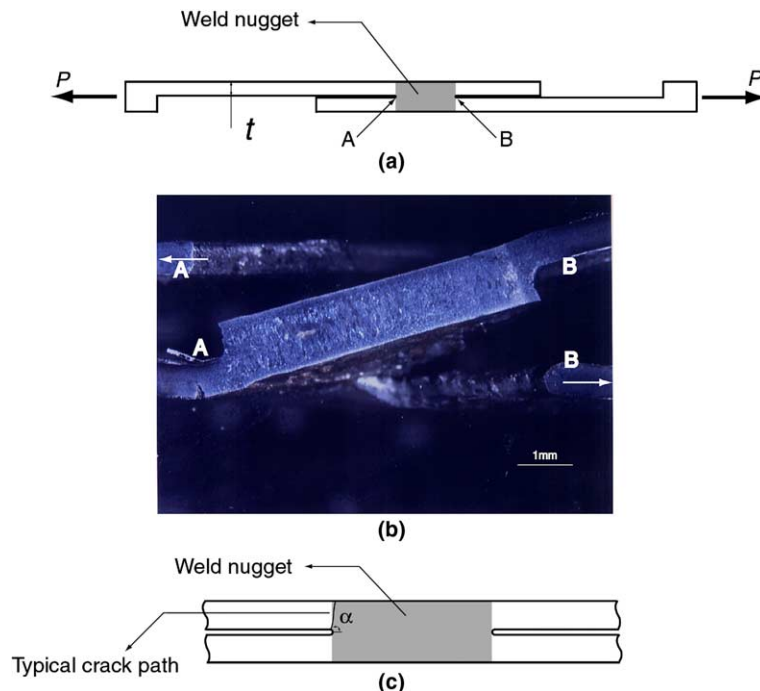 Weld nugget
P
P
t
A
B
(a)
A
B
A
B
1mm
(b)
Weld nugget
α
Typical crack path
(c)